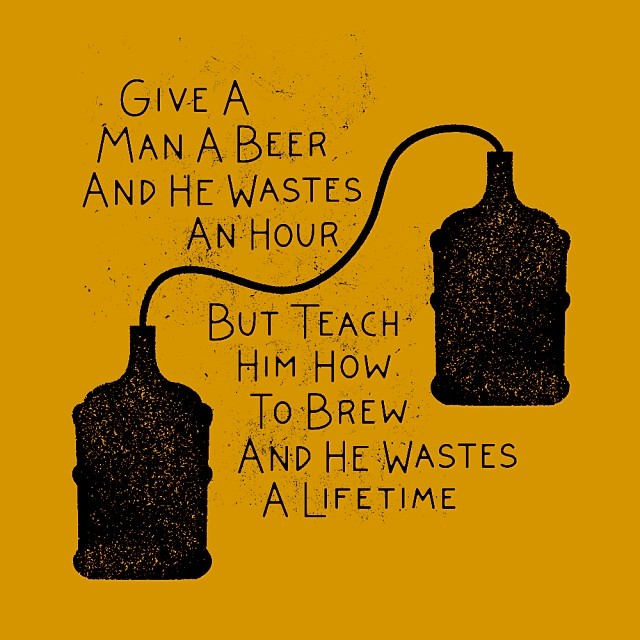 Give A
Man A Beer
And He Wastes
An Hour
But Teach
Him How
To Brew
And He Wastes
A Lifetime